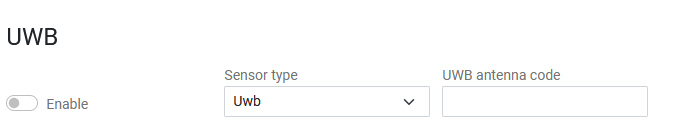 UWB
Sensor type
UWB antenna code
Enable
Uwb